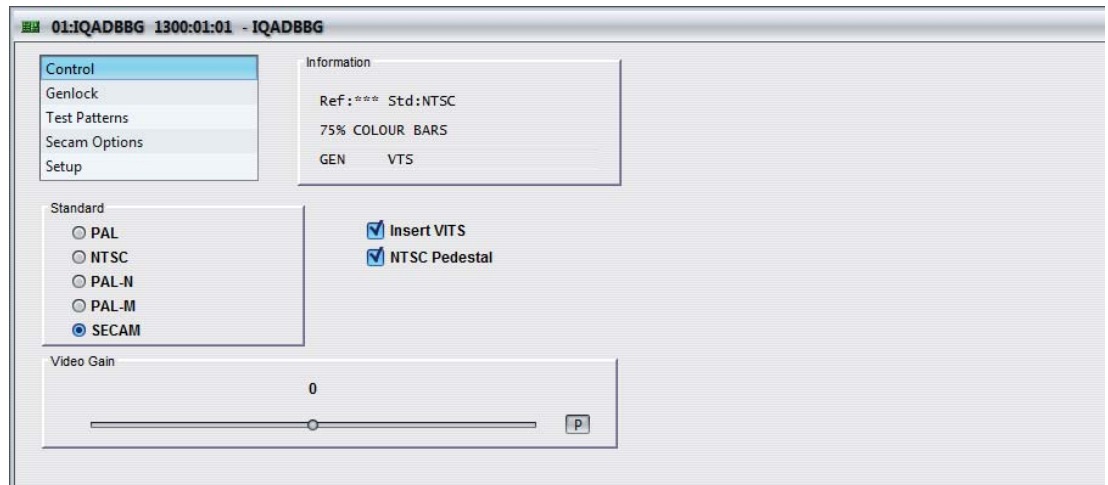 01:IQADBBG 1300:01:01 - IQADBBG
Control
Genlock
Test Patterns
Secam Options
Setup
Information
Ref:*** Std:NTSC
75% COLOUR BARS
GEN VTS
Standard
PAL
NTSC
PAL-N
PAL-M
SECAM
Insert VITS
NTSC Pedestal
Video Gain
0
P